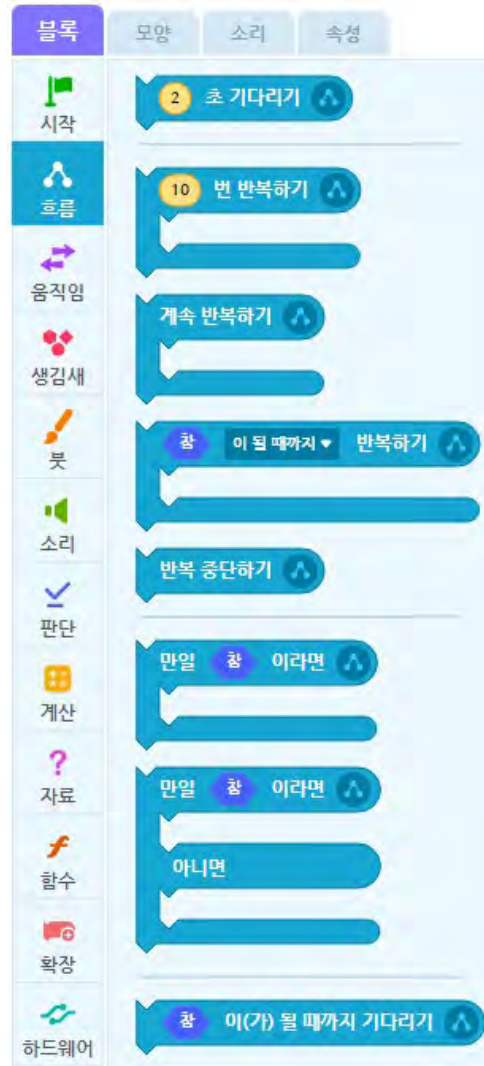 블록 모양 소리 속성
시작
흐름
움직임
생김새
붓
소리
판단
계산
자료
함수
확장
하드웨어
2 초 기다리기
10 번 반복하기
계속 반복하기
참 이 될 때까지 ▼ 반복하기
반복 중단하기
만일 참 이라면
만일 참 이라면
아니면
참 이(가) 될 때까지 기다리기